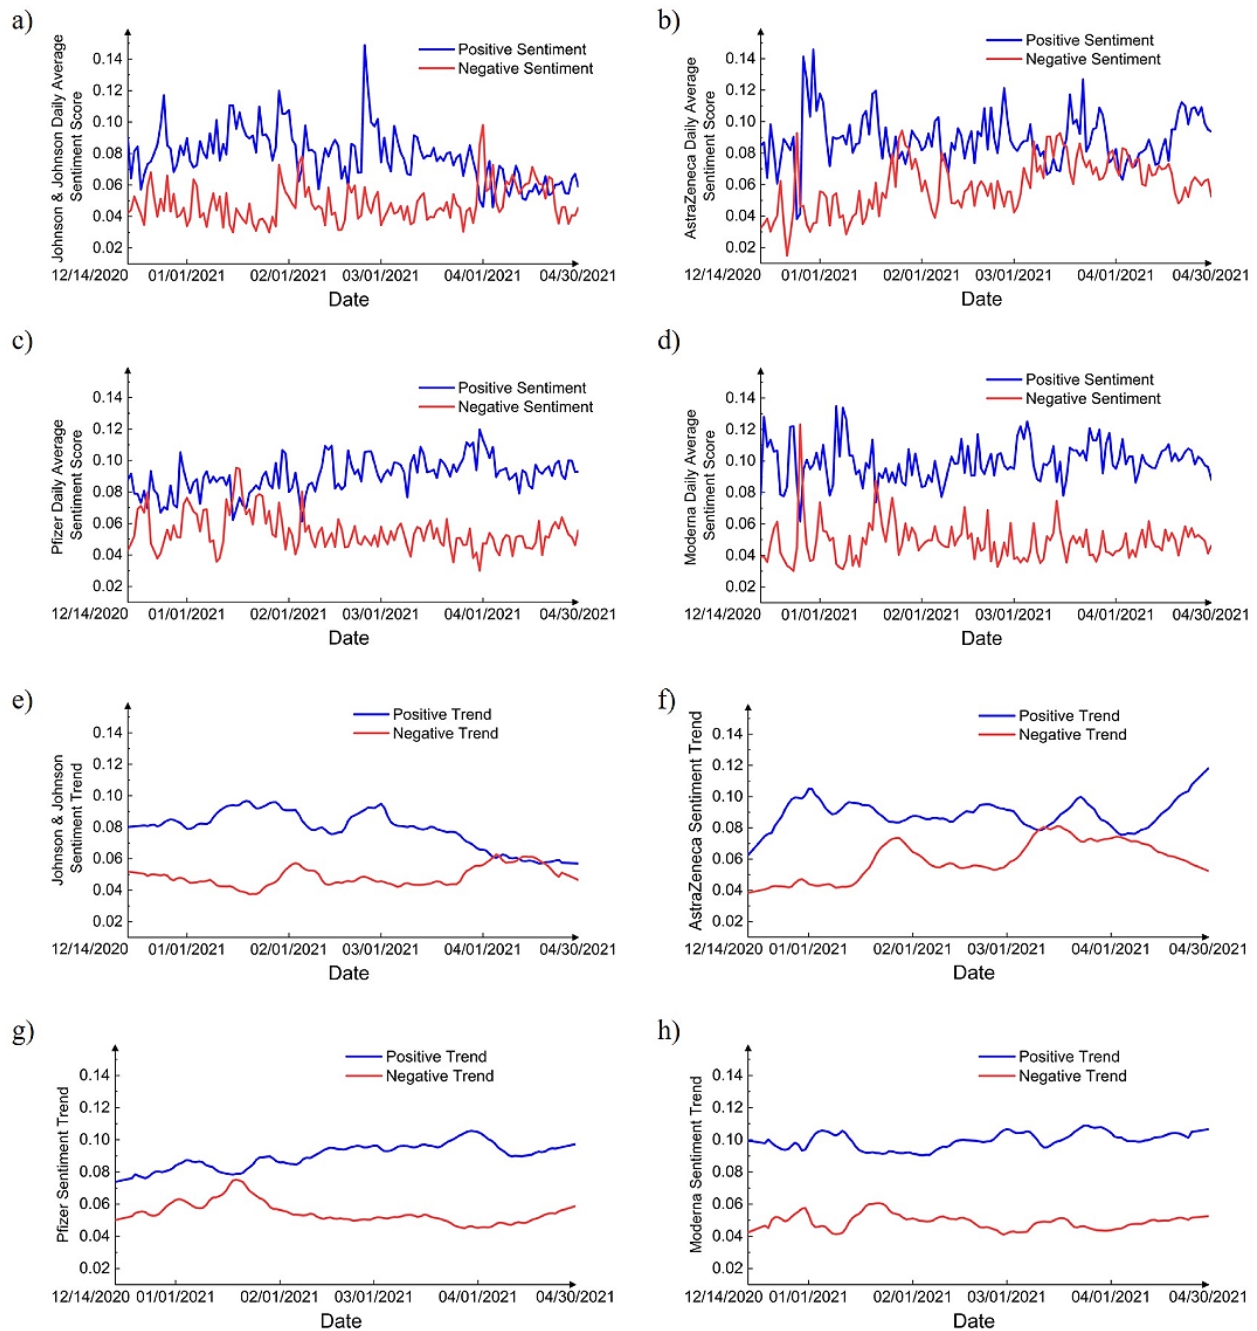 a)
Johnson & Johnson Daily Average
Sentiment Score
0.14
0.12
0.10
0.08
0.06
0.04
0.02
Positive Sentiment
Negative Sentiment
12/14/2020
01/01/2021
02/01/2021
03/01/2021
04/01/2021
04/30/2021
Date
b)
AstraZeneca Daily Average
Sentiment Score
0.14
0.12
0.10
0.08
0.06
0.04
0.02
Positive Sentiment
Negative Sentiment
12/14/2020
01/01/2021
02/01/2021
03/01/2021
04/01/2021
04/30/2021
Date
c)
Pfizer Daily Average
Sentiment Score
0.14
0.12
0.10
0.08
0.06
0.04
0.02
Positive Sentiment
Negative Sentiment
12/14/2020
01/01/2021
02/01/2021
03/01/2021
04/01/2021
04/30/2021
Date
d)
Moderna Daily Average
Sentiment Score
0.14
0.12
0.10
0.08
0.06
0.04
0.02
Positive Sentiment
Negative Sentiment
12/14/2020
01/01/2021
02/01/2021
03/01/2021
04/01/2021
04/30/2021
Date
e)
Johnson & Johnson
Sentiment Trend
0.14
0.12
0.10
0.08
0.06
0.04
0.02
Positive Trend
Negative Trend
12/14/2020
01/01/2021
02/01/2021
03/01/2021
04/01/2021
04/30/2021
Date
f)
AstraZeneca Sentiment Trend
0.14
0.12
0.10
0.08
0.06
0.04
0.02
Positive Trend
Negative Trend
12/14/2020
01/01/2021
02/01/2021
03/01/2021
04/01/2021
04/30/2021
Date
g)
Pfizer Sentiment Trend
0.14
0.12
0.10
0.08
0.06
0.04
0.02
Positive Trend
Negative Trend
12/14/2020
01/01/2021
02/01/2021
03/01/2021
04/01/2021
04/30/2021
Date
h)
Moderna Sentiment Trend
0.14
0.12
0.10
0.08
0.06
0.04
0.02
Positive Trend
Negative Trend
12/14/2020
01/01/2021
02/01/2021
03/01/2021
04/01/2021
04/30/2021
Date